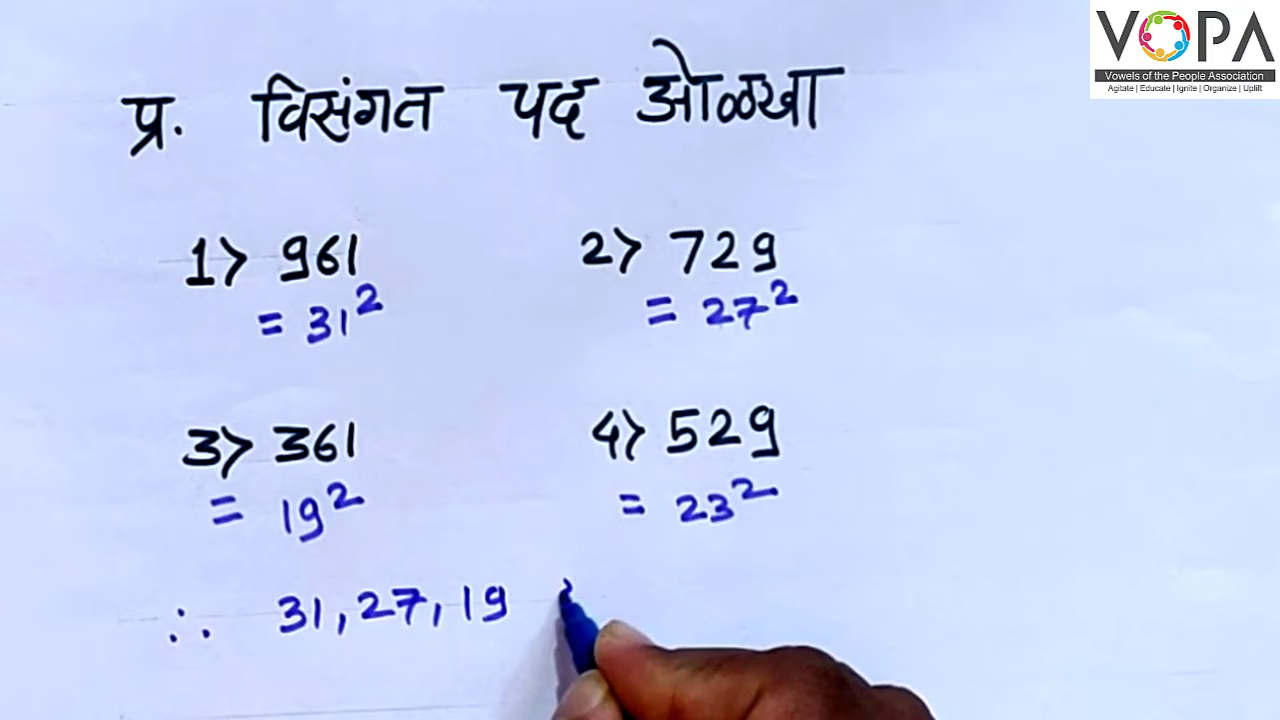 VOPA
Vowels of the People Association
Agitate | Educate | Ignite | Organize | Uplift
प्र. विसंगत पद ओळखा
1> 961 2> 729
= 31² = 27²
3> 361 4> 529
= 19² = 23²
∴ 31, 27, 19